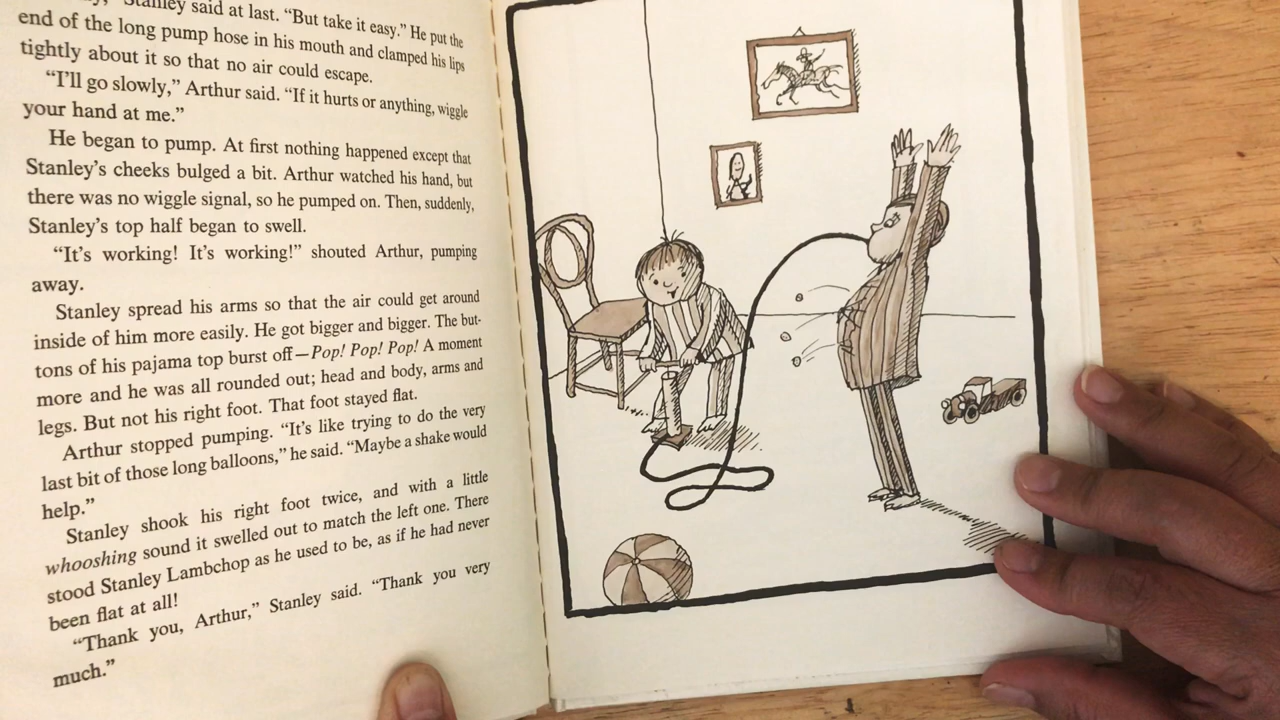 Stanley said at last. “But take it easy.” He put the
end of the long pump hose in his mouth and clamped his lips
tightly about it so that no air could escape.
“I’ll go slowly,” Arthur said. “If it hurts or anything, wiggle
your hand at me.”
He began to pump. At first nothing happened except that
Stanley’s cheeks bulged a bit. Arthur watched his hand, but
there was no wiggle signal, so he pumped on. Then, suddenly,
Stanley’s top half began to swell.
“It’s working! It’s working!” shouted Arthur, pumping
away.
Stanley spread his arms so that the air could get around
inside of him more easily. He got bigger and bigger. The but-
tons of his pajama top burst off—Pop! Pop! Pop! A moment
more and he was all rounded out; head and body, arms and
legs. But not his right foot. That foot stayed flat.
Arthur stopped pumping. “It’s like trying to do the very
last bit of those long balloons,” he said. “Maybe a shake would
help.”
Stanley shook his right foot twice, and with a little
whooshing sound it swelled out to match the left one. There
stood Stanley Lambchop as he used to be, as if he had never
been flat at all!
“Thank you, Arthur,” Stanley said. “Thank you very
much.”